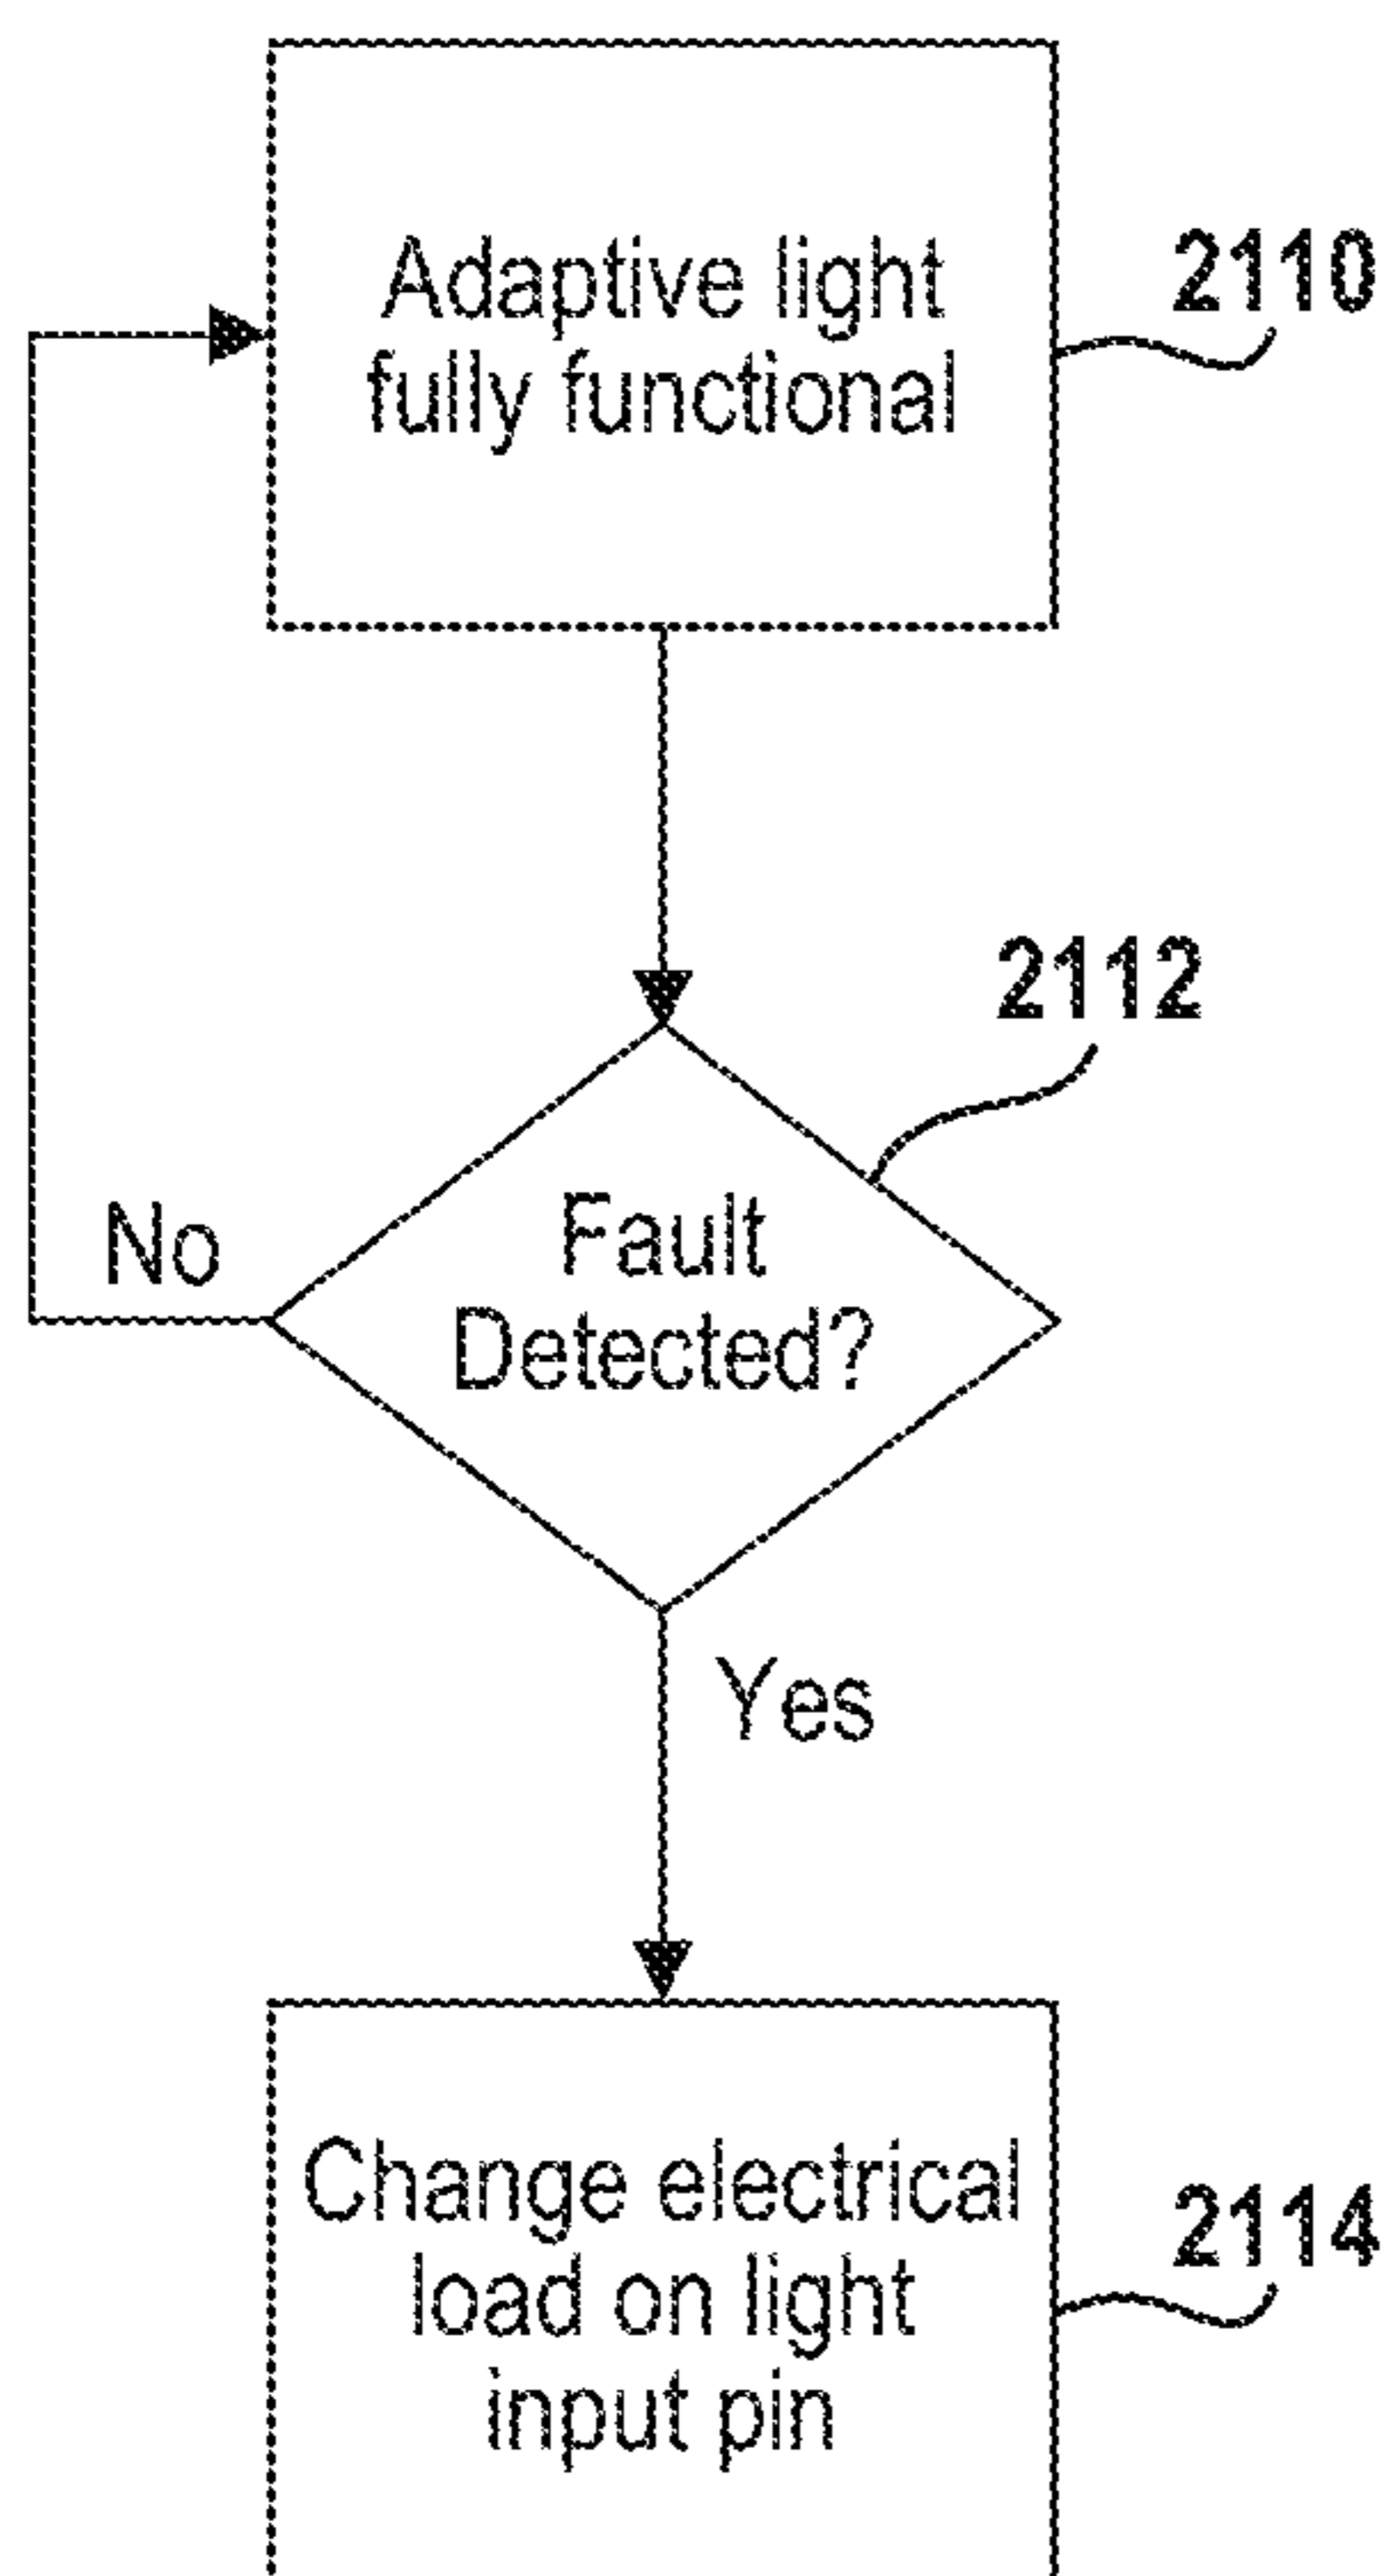 Adaptive light
fully functional
2110
2112
Fault
Detected?
No
Yes
Change electrical
load on light
input pin
2114